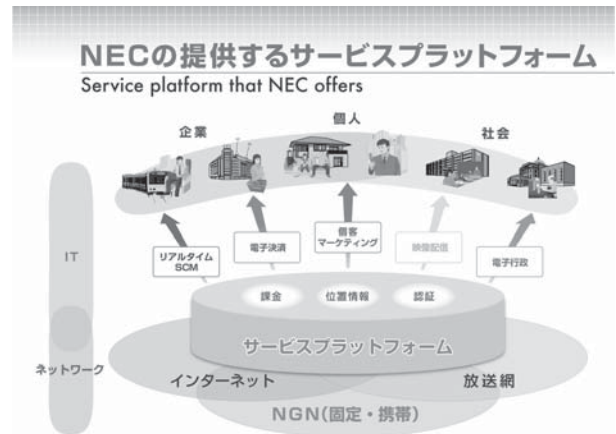 NECの提供するサービスプラットフォーム
Service platform that NEC offers
企業
個人
社会
IT
ネットワーク
リアルタイム
SCM
電子決済
個客
マーケティング
映像配信
電子行政
課金
位置情報
認証
サービスプラットフォーム
インターネット
放送網
NGN(固定・携帯)